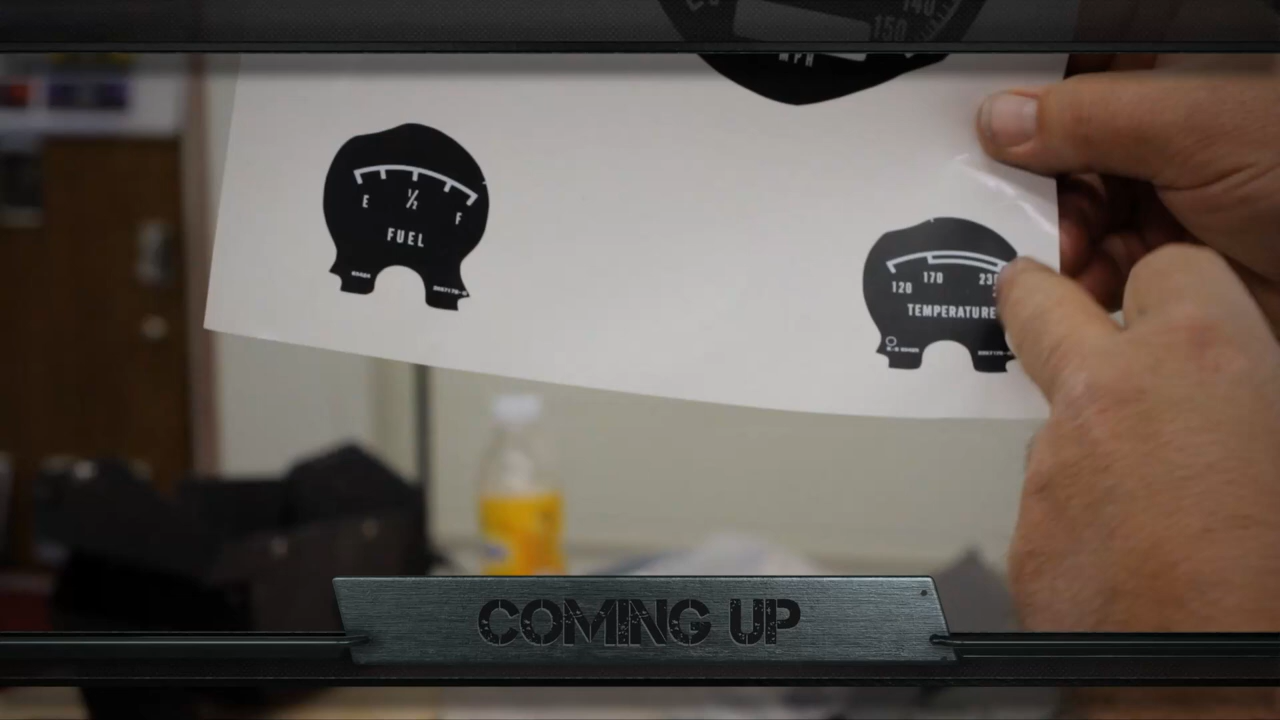 140
150
MPH
E ½ F
FUEL
120 170 230
TEMPERATURE
COMING UP